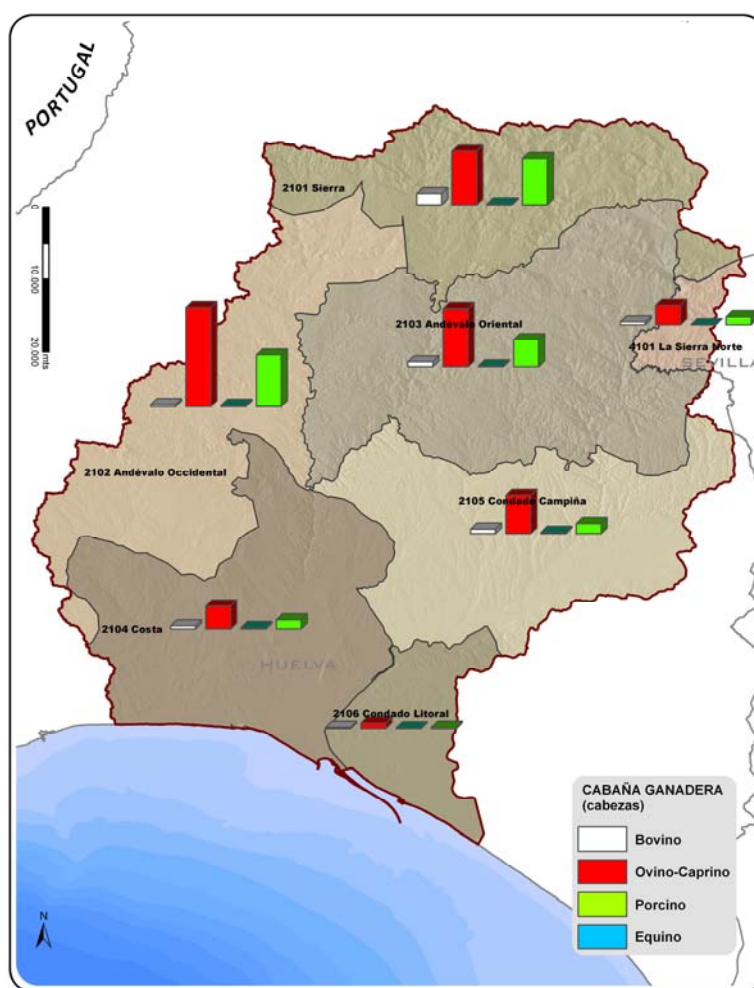 PORTUGAL
2101 Sierra
0
10.000
20.000
mts
2103 Andévalo Oriental
4101 La Sierra Norte
SEVILLA
2102 Andévalo Occidental
2105 Condado Campiña
2104 Costa
HUELVA
2106 Condado Litoral
CABAÑA GANADERA
(cabezas)
Bovino
Ovino-Caprino
Porcino
Equino
N